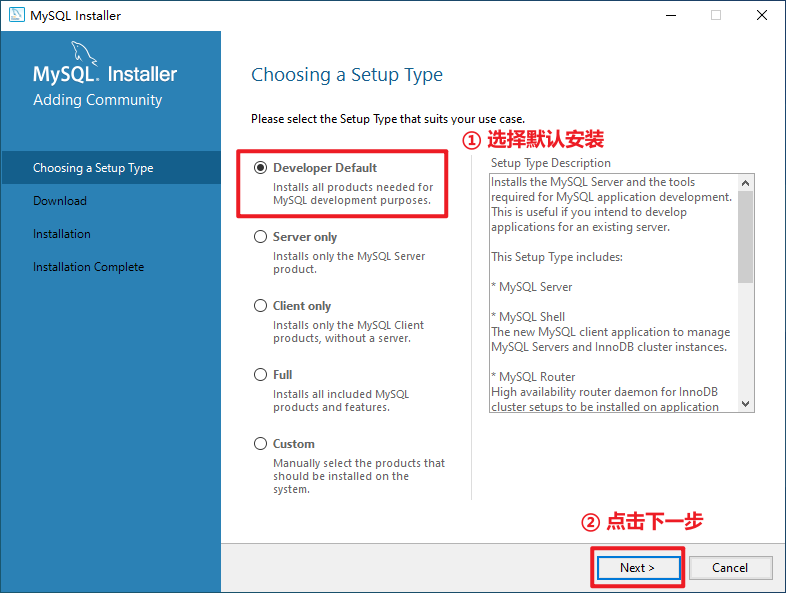 MySQL Installer
MySQL. Installer
Adding Community
Choosing a Setup Type
Download
Installation
Installation Complete
Choosing a Setup Type
Please select the Setup Type that suits your use case.
① 选择默认安装
Developer Default
Installs all products needed for
MySQL development purposes.
Server only
Installs only the MySQL Server
product.
Client only
Installs only the MySQL Client
products, without a server.
Full
Installs all included MySQL
products and features.
Custom
Manually select the products that
should be installed on the
system.
Setup Type Description
Installs the MySQL Server and the tools
required for MySQL application development.
This is useful if you intend to develop
applications for an existing server.
This Setup Type includes:
* MySQL Server
* MySQL Shell
The new MySQL client application to manage
MySQL Servers and InnoDB cluster instances.
* MySQL Router
High availability router daemon for InnoDB
cluster setups to be installed on application
② 点击下一步
Next >
Cancel